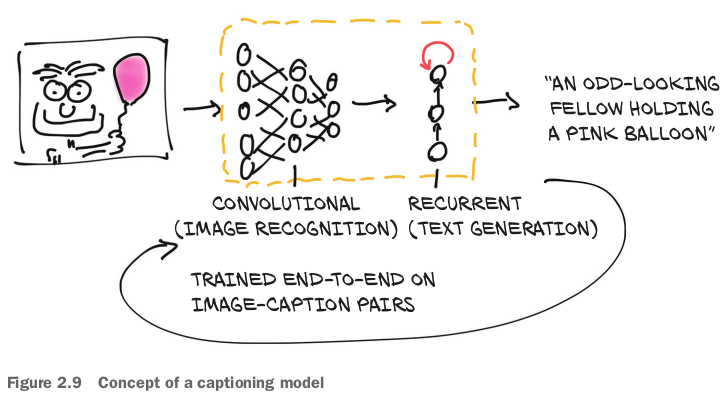 "AN ODD-LOOKING
FELLOW HOLDING
A PINK BALLOON"
CONVOLUTIONAL
(IMAGE RECOGNITION)
RECURRENT
(TEXT GENERATION)
TRAINED END-TO-END ON
IMAGE-CAPTION PAIRS
Figure 2.9 Concept of a captioning model